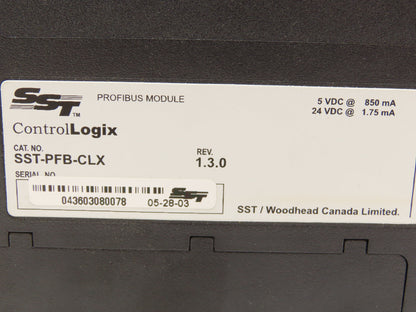 SST™
PROFIBUS MODULE
5 VDC @ 850 mA
24 VDC @ 1.75 mA
ControlLogix
CAT. NO.
SST-PFB-CLX
REV.
1.3.0
SERIAL NO.
043603080078 05-28-03 SST
SST / Woodhead Canada Limited.